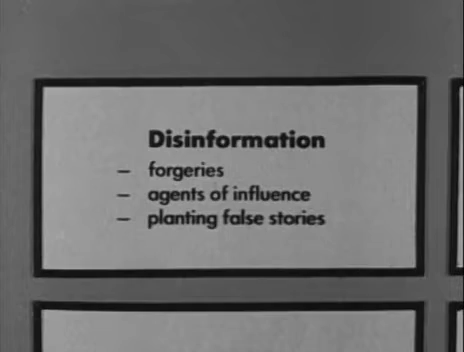 Disinformation
– forgeries
– agents of influence
– planting false stories